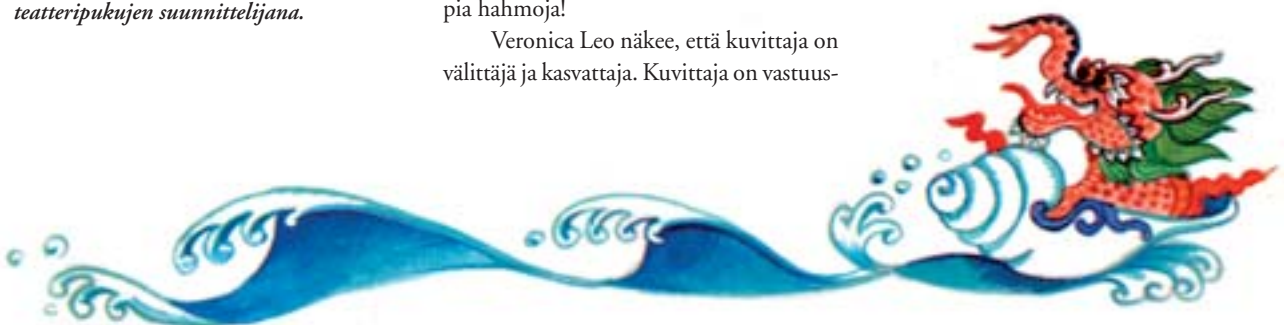 teatteripukujen suunnittelijana.
pia hahmoja!
Veronica Leo näkee, että kuvittaja on
välittäjä ja kasvattaja. Kuvittaja on vastuus-